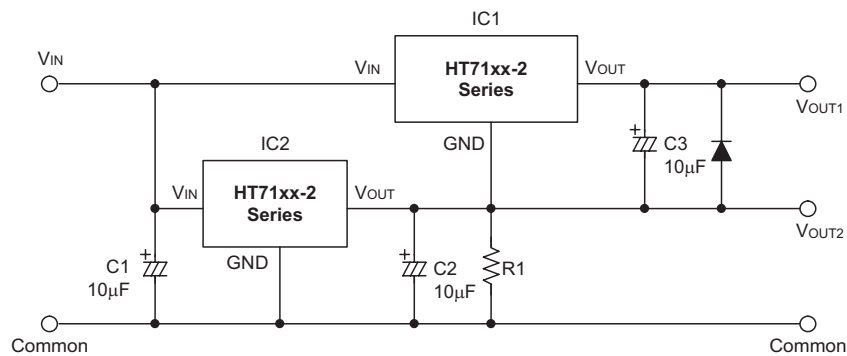 IC1
VIN
VIN
HT71xx-2
Series
VOUT
VOUT1
GND
C3
10μF
IC2
VIN
HT71xx-2
Series
VOUT
VOUT2
GND
C1
10μF
C2
10μF
R1
Common
Common